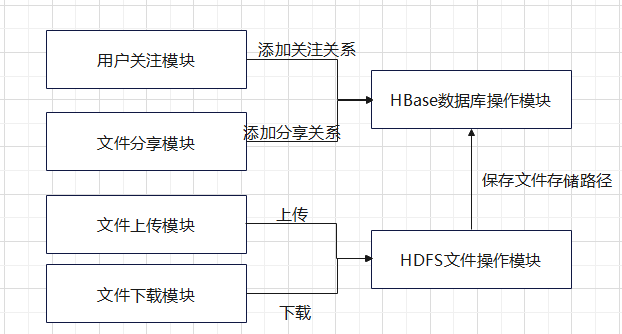 用户关注模块
添加关注关系
HBase数据库操作模块
文件分享模块
添加分享关系
保存文件存储路径
文件上传模块
上传
HDFS文件操作模块
文件下载模块
下载